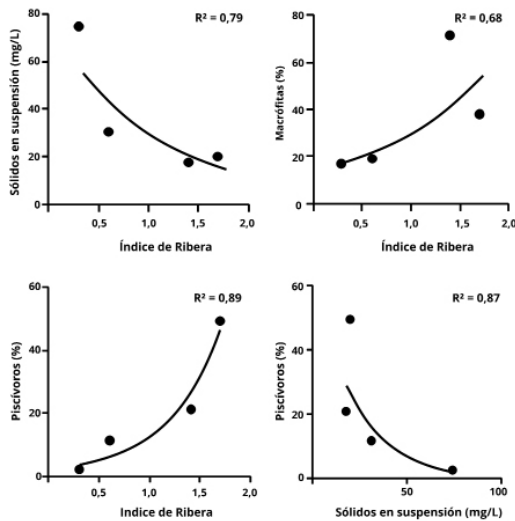 R² = 0,79
Sólidos en suspensión (mg/L)
80
60
40
20
0
0,5 1,0 1,5 2,0
Índice de Ribera
R² = 0,68
Macrófitas (%)
80
60
40
20
0
0,5 1,0 1,5 2,0
Índice de Ribera
R² = 0,89
Piscívoros (%)
60
40
20
0
0,5 1,0 1,5 2,0
Indice de Ribera
R² = 0,87
Piscívoros (%)
60
40
20
0
50 100
Sólidos en suspensión (mg/L)